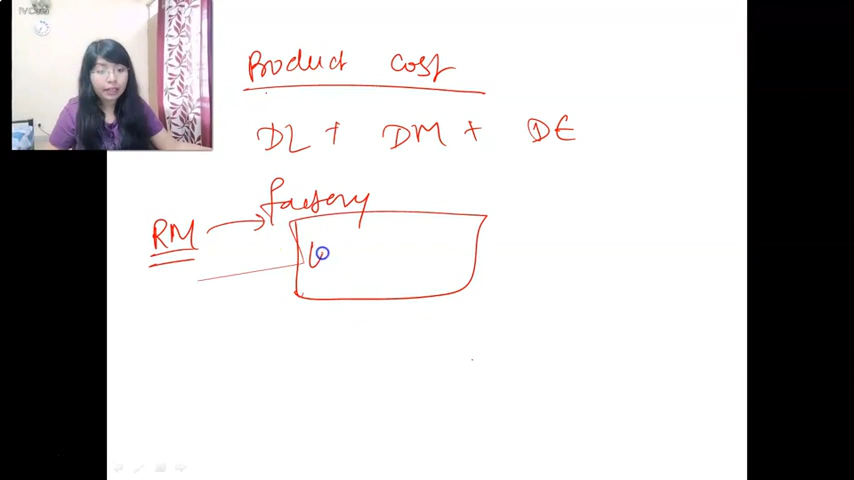 Product cost
DL + DM + DE
factory
RM